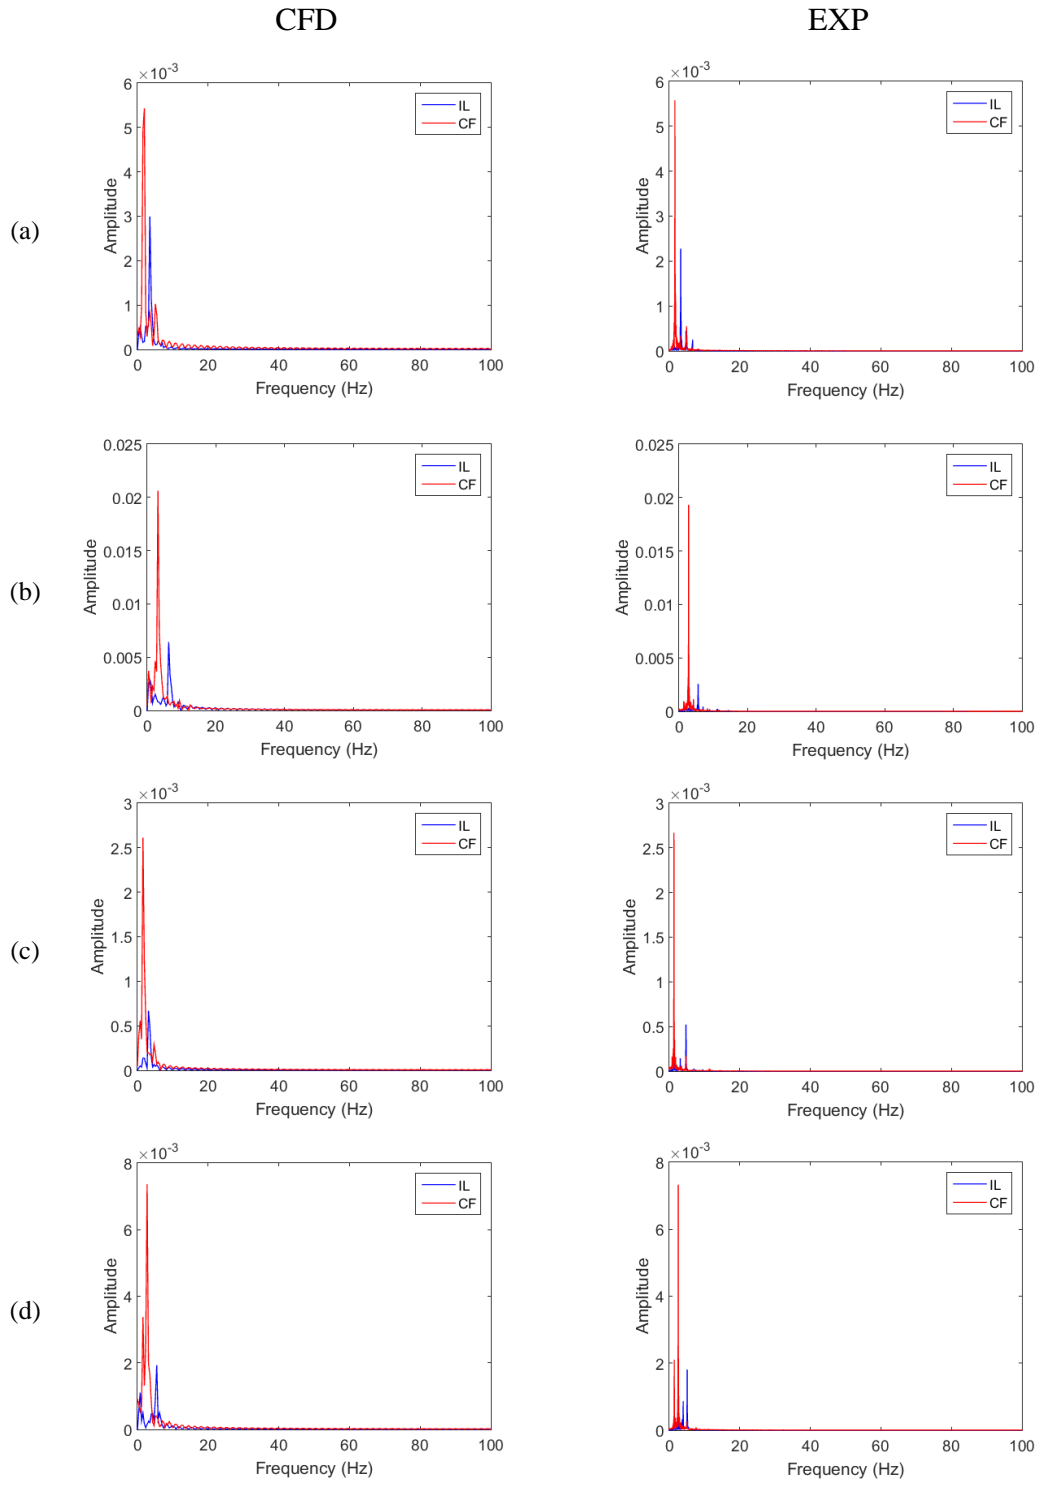 CFD EXP
(a)
×10-3
6
5
4
3
2
1
0
Amplitude
0 20 40 60 80 100
Frequency (Hz)
IL
CF
×10-3
6
5
4
3
2
1
0
Amplitude
0 20 40 60 80 100
Frequency (Hz)
IL
CF
(b)
0.025
0.02
0.015
0.01
0.005
0
Amplitude
0 20 40 60 80 100
Frequency (Hz)
IL
CF
0.025
0.02
0.015
0.01
0.005
0
Amplitude
0 20 40 60 80 100
Frequency (Hz)
IL
CF
(c)
×10-3
3
2.5
2
1.5
1
0.5
0
Amplitude
0 20 40 60 80 100
Frequency (Hz)
IL
CF
×10-3
3
2.5
2
1.5
1
0.5
0
Amplitude
0 20 40 60 80 100
Frequency (Hz)
IL
CF
(d)
×10-3
8
6
4
2
0
Amplitude
0 20 40 60 80 100
Frequency (Hz)
IL
CF
×10-3
8
6
4
2
0
Amplitude
0 20 40 60 80 100
Frequency (Hz)
IL
CF